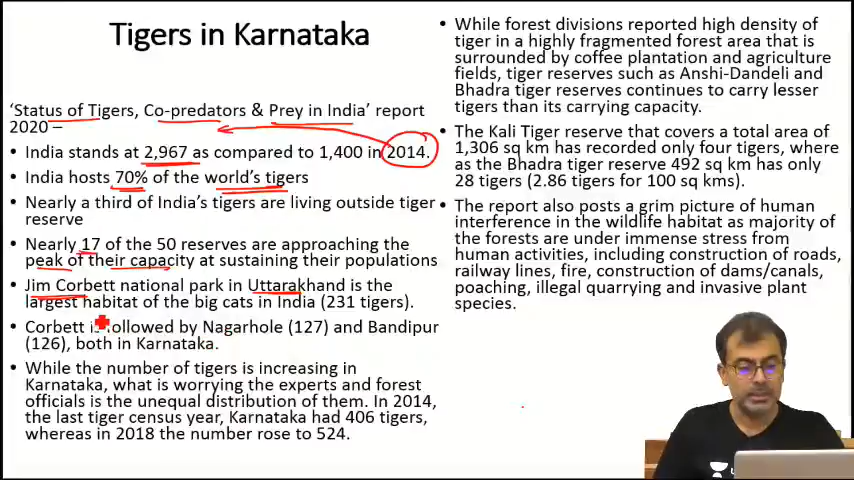 Tigers in Karnataka
'Status of Tigers, Co-predators & Prey in India' report
2020 –
• India stands at 2,967 as compared to 1,400 in 2014.
• India hosts 70% of the world's tigers
• Nearly a third of India's tigers are living outside tiger
reserve
• Nearly 17 of the 50 reserves are approaching the
peak of their capacity at sustaining their populations
• Jim Corbett national park in Uttarakhand is the
largest habitat of the big cats in India (231 tigers).
• Corbett is followed by Nagarhole (127) and Bandipur
(126), both in Karnataka.
• While the number of tigers is increasing in
Karnataka, what is worrying the experts and forest
officials is the unequal distribution of them. In 2014,
the last tiger census year, Karnataka had 406 tigers,
whereas in 2018 the number rose to 524.
• While forest divisions reported high density of
tiger in a highly fragmented forest area that is
surrounded by coffee plantation and agriculture
fields, tiger reserves such as Anshi-Dandeli and
Bhadra tiger reserves continues to carry lesser
tigers than its carrying capacity.
• The Kali Tiger reserve that covers a total area of
1,306 sq km has recorded only four tigers, where
as the Bhadra tiger reserve 492 sq km has only
28 tigers (2.86 tigers for 100 sq kms).
• The report also posts a grim picture of human
interference in the wildlife habitat as majority of
the forests are under immense stress from
human activities, including construction of roads,
railway lines, fire, construction of dams/canals,
poaching, illegal quarrying and invasive plant
species.